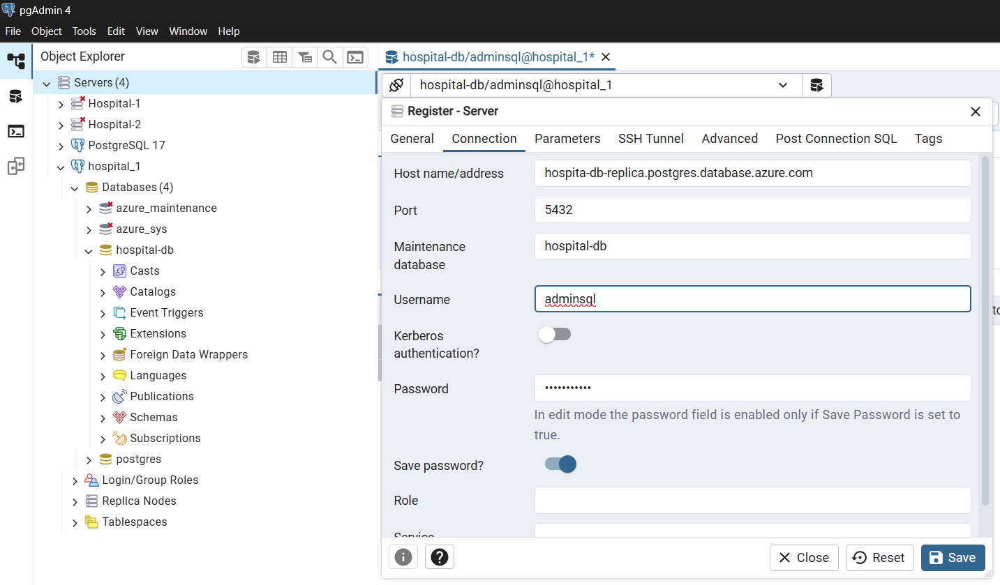 pgAdmin 4
File Object Tools Edit View Window Help
Object Explorer
Servers (4)
Hospital-1
Hospital-2
PostgreSQL 17
hospital_1
Databases (4)
azure_maintenance
azure_sys
hospital-db
Casts
Catalogs
Event Triggers
Extensions
Foreign Data Wrappers
Languages
Publications
Schemas
Subscriptions
postgres
Login/Group Roles
Replica Nodes
Tablespaces
hospital-db/adminsql@hospital_1*
hospital-db/adminsql@hospital_1
Register - Server
General Connection Parameters SSH Tunnel Advanced Post Connection SQL Tags
Host name/address
hospita-db-replica.postgres.database.azure.com
Port
5432
Maintenance
database
hospital-db
Username
adminsql
Kerberos
authentication?
Password
•••••••••••
In edit mode the password field is enabled only if Save Password is set to
true.
Save password?
Role
Service
Close Reset Save